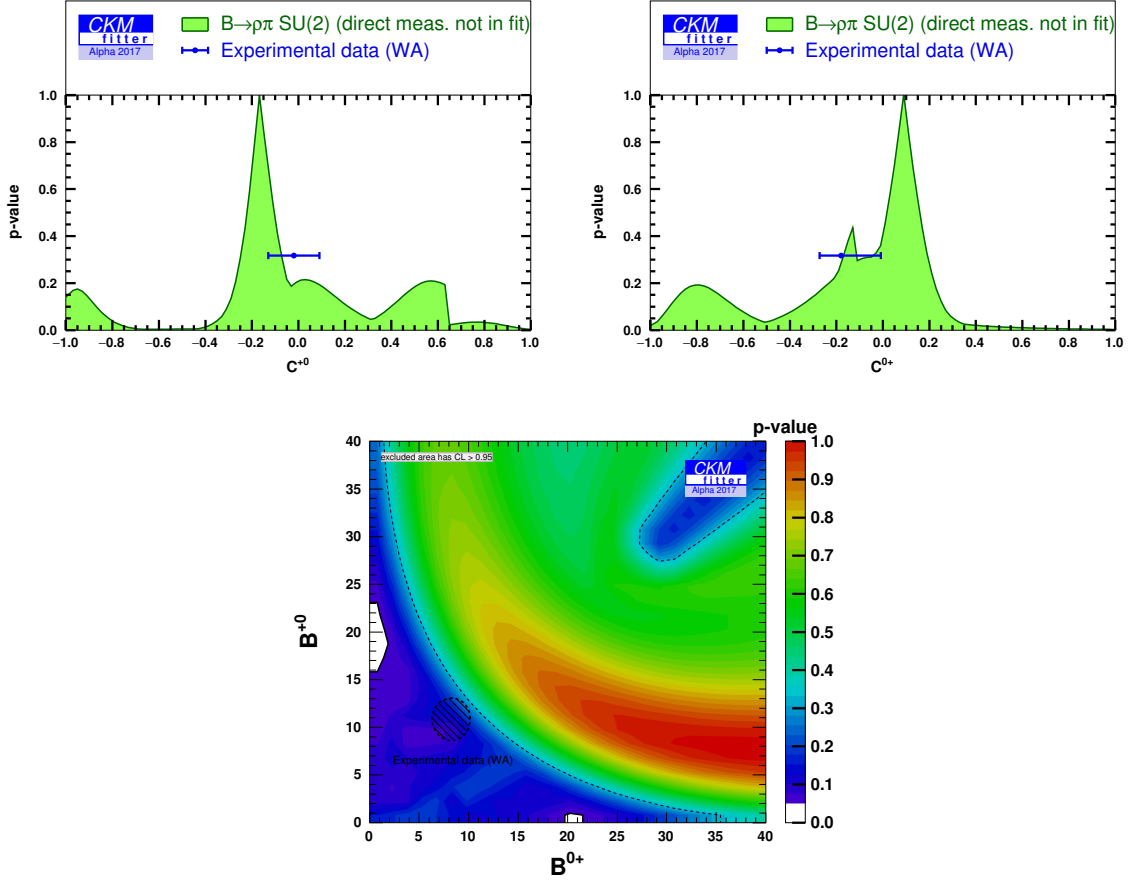 CKM
fitter
Alpha 2017
B→ρπ SU(2) (direct meas. not in fit)
Experimental data (WA)
1.0
0.8
0.6
0.4
0.2
0.0
p-value
−1.0 −0.8 −0.6 −0.4 −0.2 0.0 0.2 0.4 0.6 0.8 1.0
C+0
CKM
fitter
Alpha 2017
B→ρπ SU(2) (direct meas. not in fit)
Experimental data (WA)
1.0
0.8
0.6
0.4
0.2
0.0
p-value
−1.0 −0.8 −0.6 −0.4 −0.2 0.0 0.2 0.4 0.6 0.8 1.0
C0+
p-value
excluded area has CL > 0.95
CKM
fitter
Alpha 2017
40
35
30
25
20
15
10
5
0
B+0
Experimental data (WA)
0 5 10 15 20 25 30 35 40
B0+
1.0
0.9
0.8
0.7
0.6
0.5
0.4
0.3
0.2
0.1
0.0